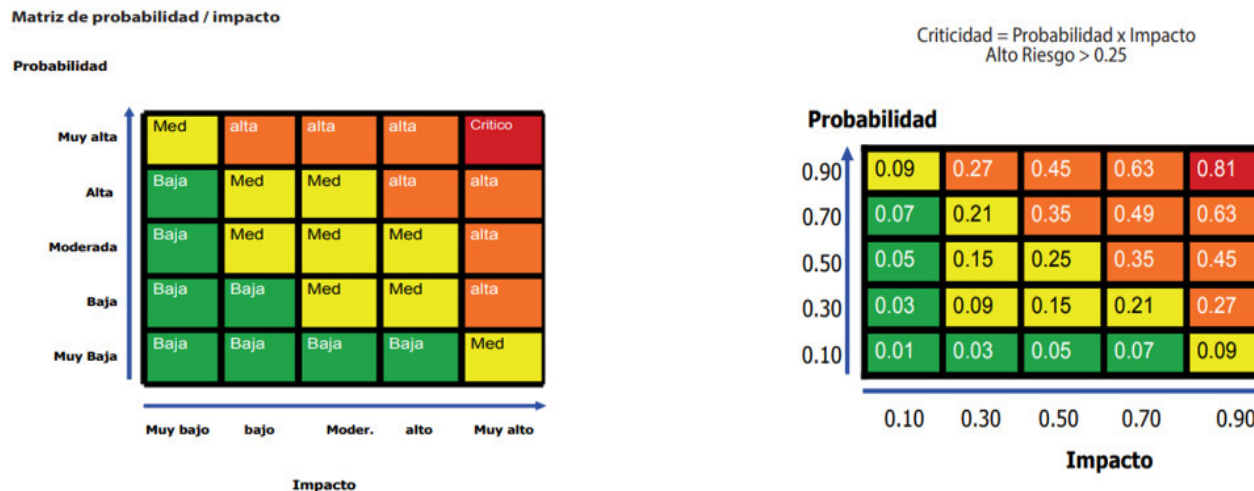 Matriz de probabilidad / impacto
Probabilidad
Muy alta Med alta alta alta Critico
Alta Baja Med Med alta alta
Moderada Baja Med Med Med alta
Baja Baja Baja Med Med alta
Muy Baja Baja Baja Baja Baja Med
Muy bajo bajo Moder. alto Muy alto
Impacto
Criticidad = Probabilidad x Impacto
Alto Riesgo > 0.25
Probabilidad
0.90 0.09 0.27 0.45 0.63 0.81
0.70 0.07 0.21 0.35 0.49 0.63
0.50 0.05 0.15 0.25 0.35 0.45
0.30 0.03 0.09 0.15 0.21 0.27
0.10 0.01 0.03 0.05 0.07 0.09
0.10 0.30 0.50 0.70 0.90
Impacto